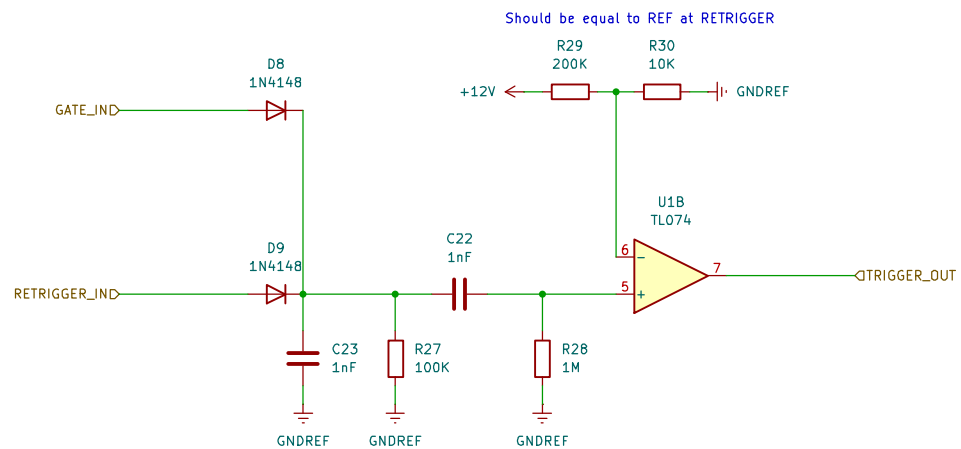 Should be equal to REF at RETRIGGER
R29
200K
R30
10K
D8
1N4148
+12V
GNDREF
GATE_IN
U1B
TL074
D9
1N4148
C22
1nF
6
-
7
TRIGGER_OUT
5
+
RETRIGGER_IN
C23
1nF
R27
100K
R28
1M
GNDREF
GNDREF
GNDREF